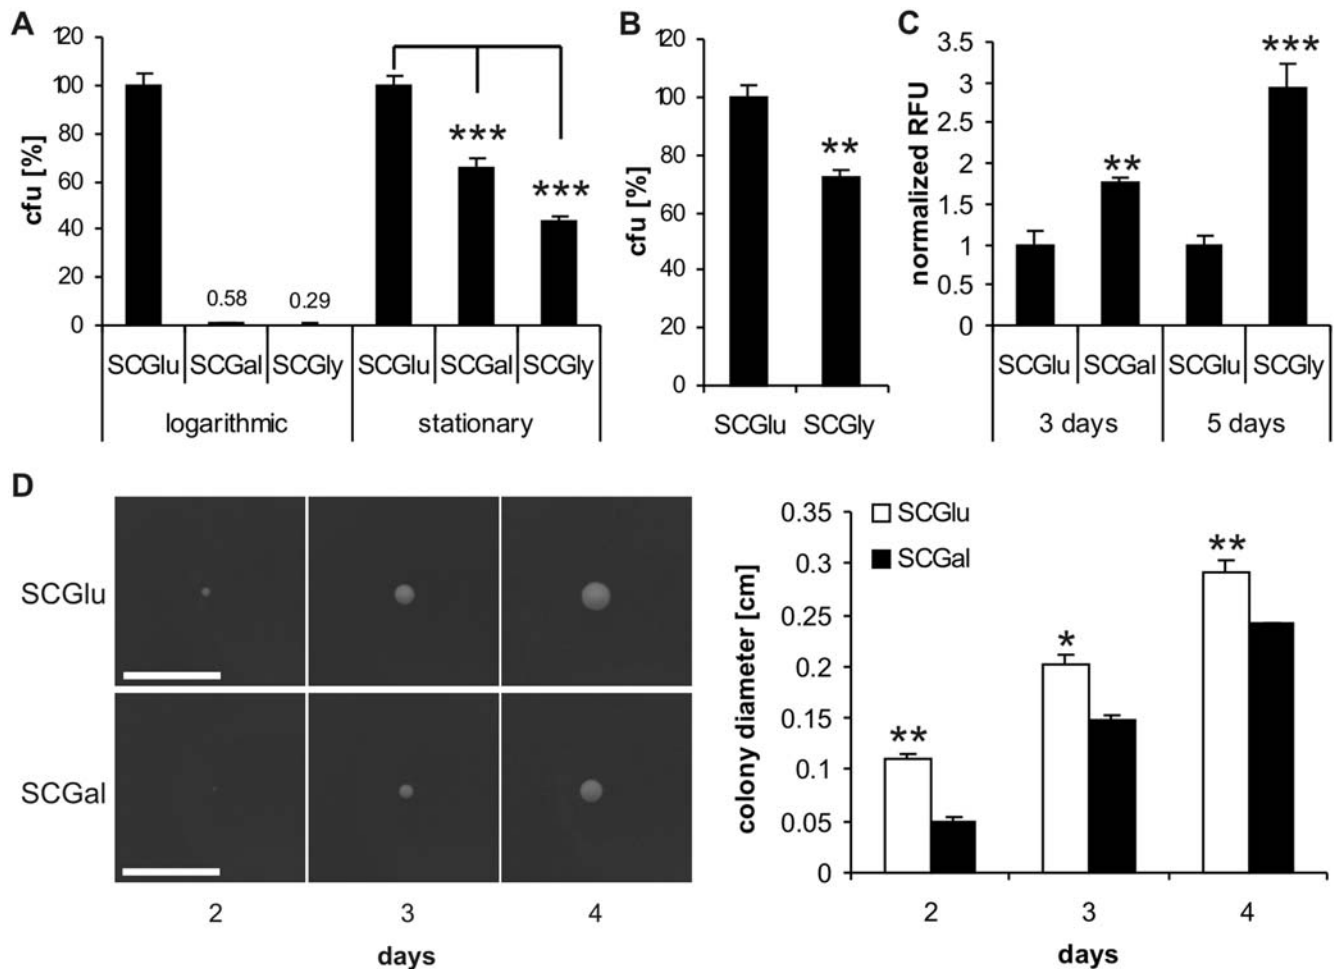 A
120
100
80
60
40
20
0
cfu [%]
***
***
0.58
0.29
SCGlu SCGal SCGly SCGlu SCGal SCGly
logarithmic stationary
B
120
100
80
60
40
20
0
cfu [%]
**
SCGlu SCGly
C
3.5
3
2.5
2
1.5
1
0.5
0
normalized RFU
**
***
SCGlu SCGal SCGlu SCGly
3 days 5 days
D
SCGlu
SCGal
2 3 4
days
SCGlu
SCGal
0.35
0.3
0.25
0.2
0.15
0.1
0.05
0
colony diameter [cm]
**
*
**
2 3 4
days